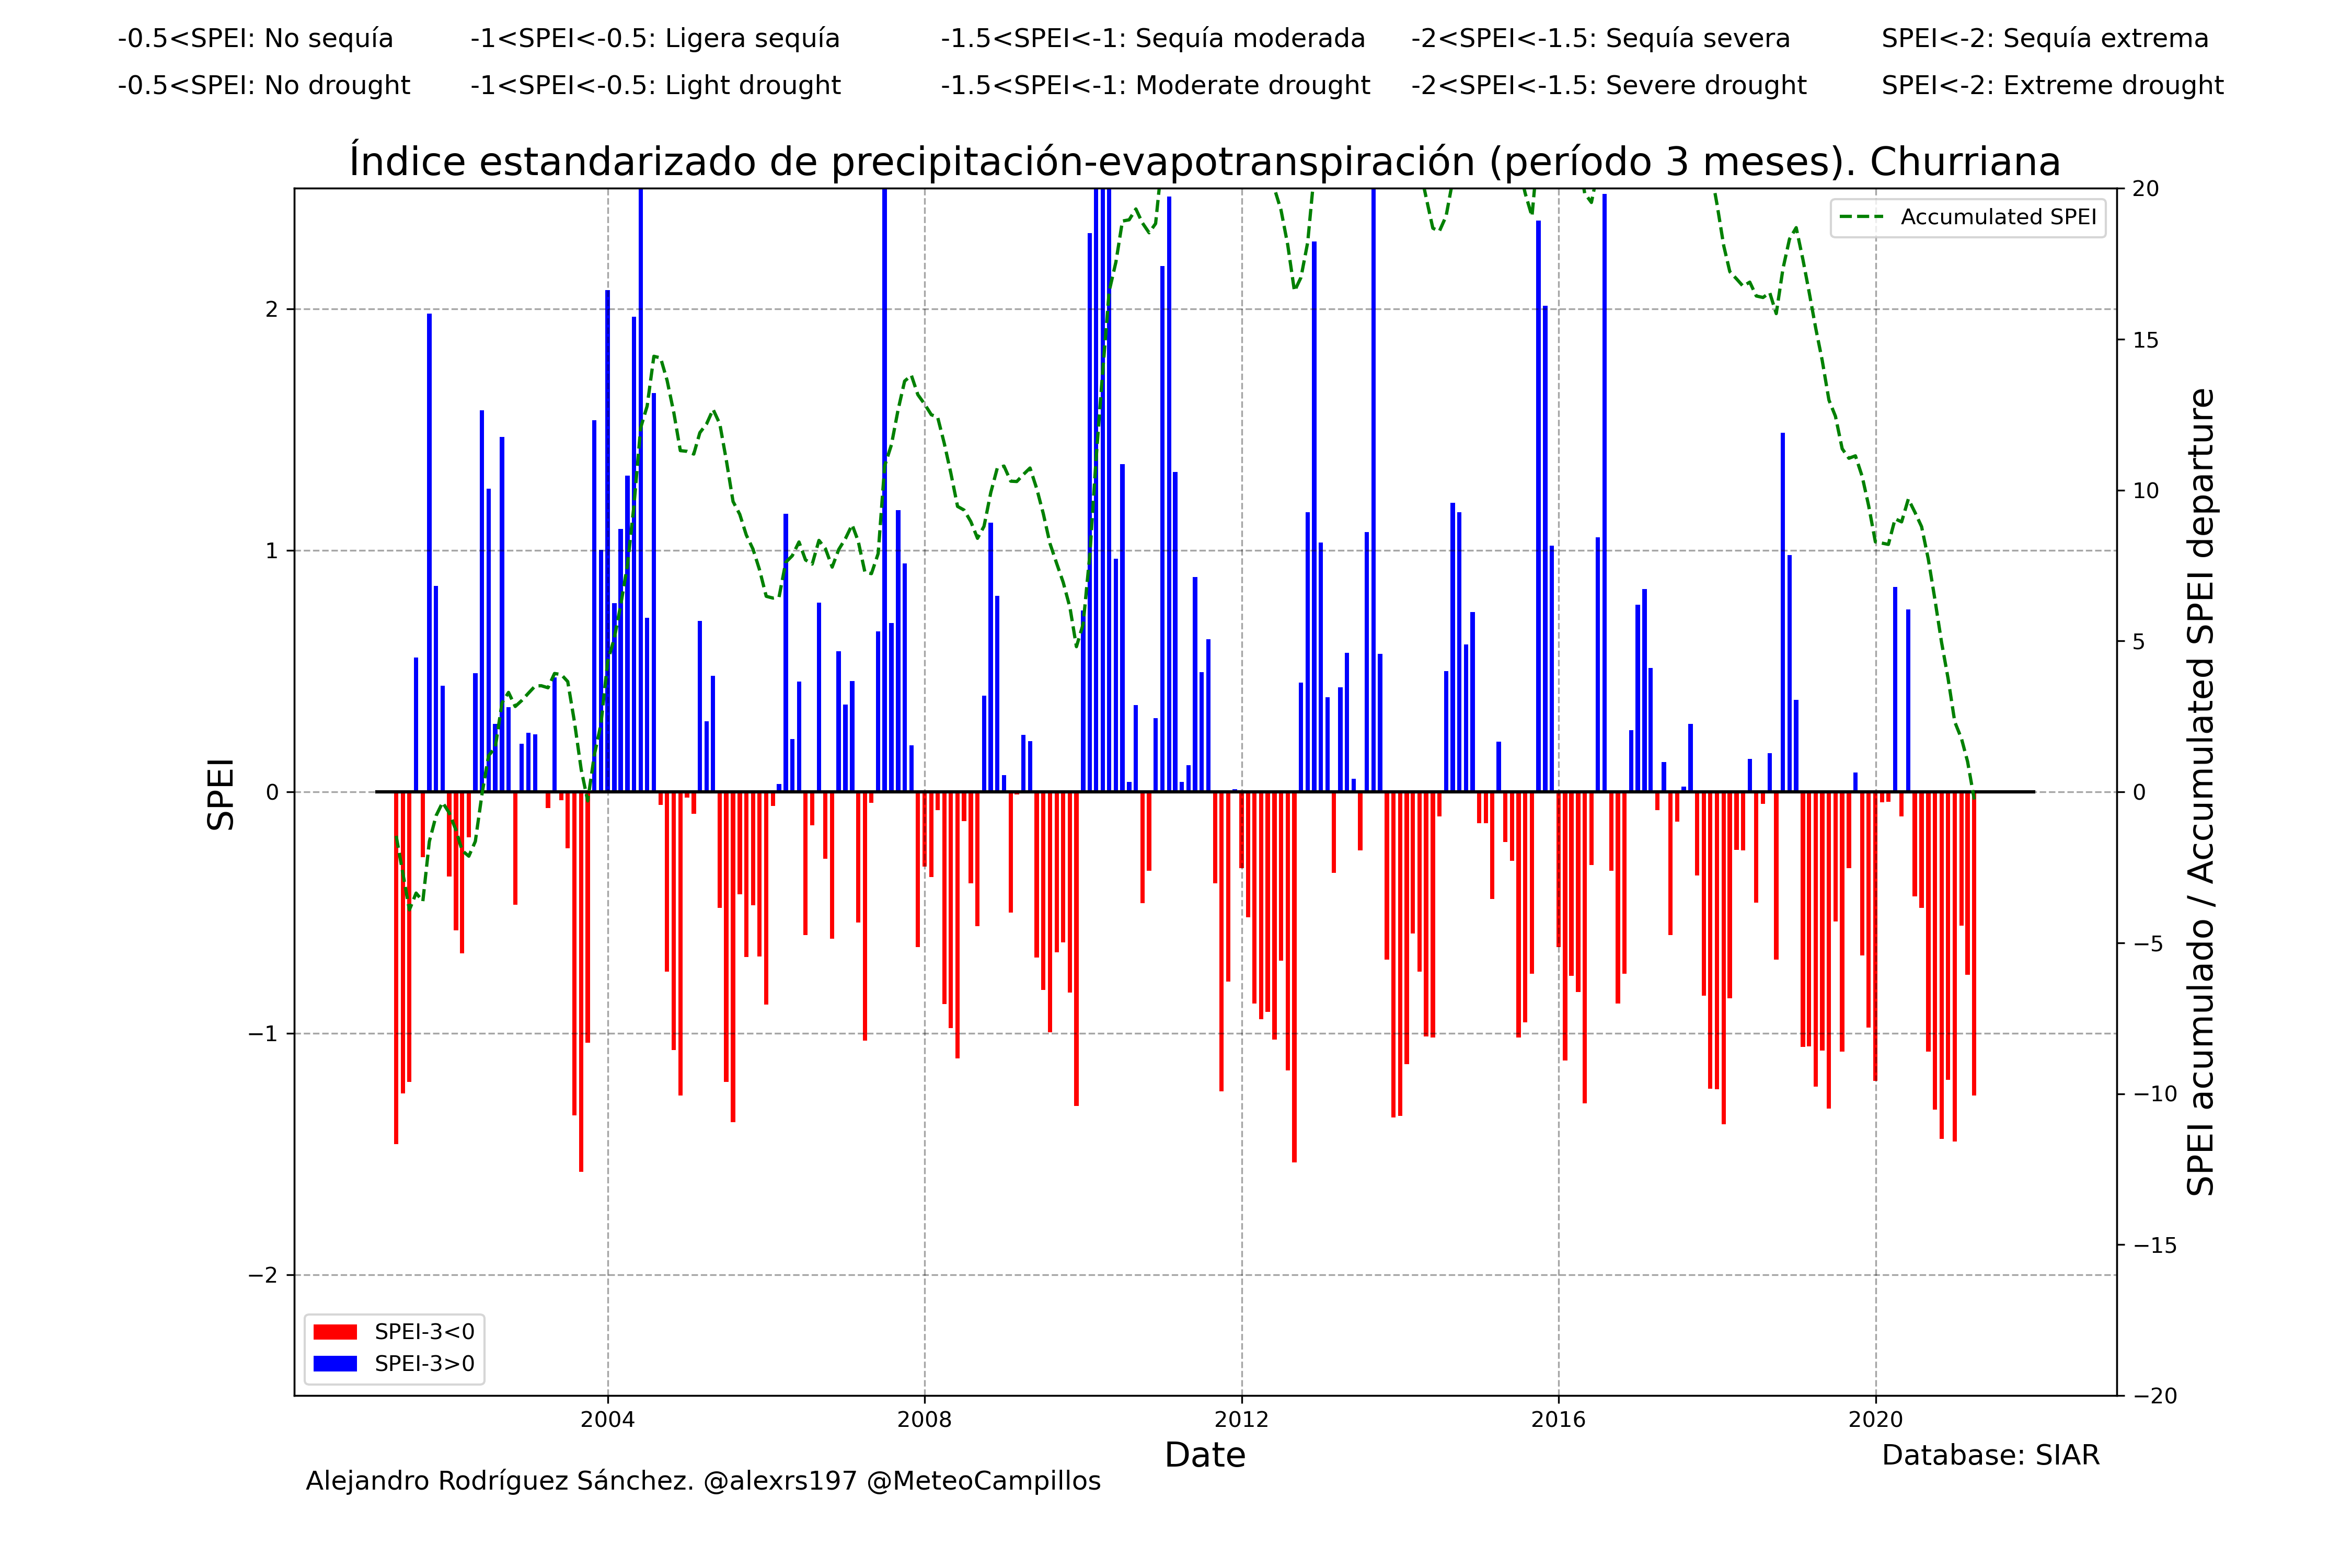 -0.5<SPEI: No sequía -1<SPEI<-0.5: Ligera sequía -1.5<SPEI<-1: Sequía moderada -2<SPEI<-1.5: Sequía severa SPEI<-2: Sequía extrema
-0.5<SPEI: No drought -1<SPEI<-0.5: Light drought -1.5<SPEI<-1: Moderate drought -2<SPEI<-1.5: Severe drought SPEI<-2: Extreme drought
Índice estandarizado de precipitación-evapotranspiración (período 3 meses). Churriana
Accumulated SPEI
SPEI
2
1
0
−1
−2
20
15
10
5
0
−5
−10
−15
−20
SPEI acumulado / Accumulated SPEI departure
SPEI-3<0
SPEI-3>0
2004 2008 2012 2016 2020
Date
Database: SIAR
Alejandro Rodríguez Sánchez. @alexrs197 @MeteoCampillos